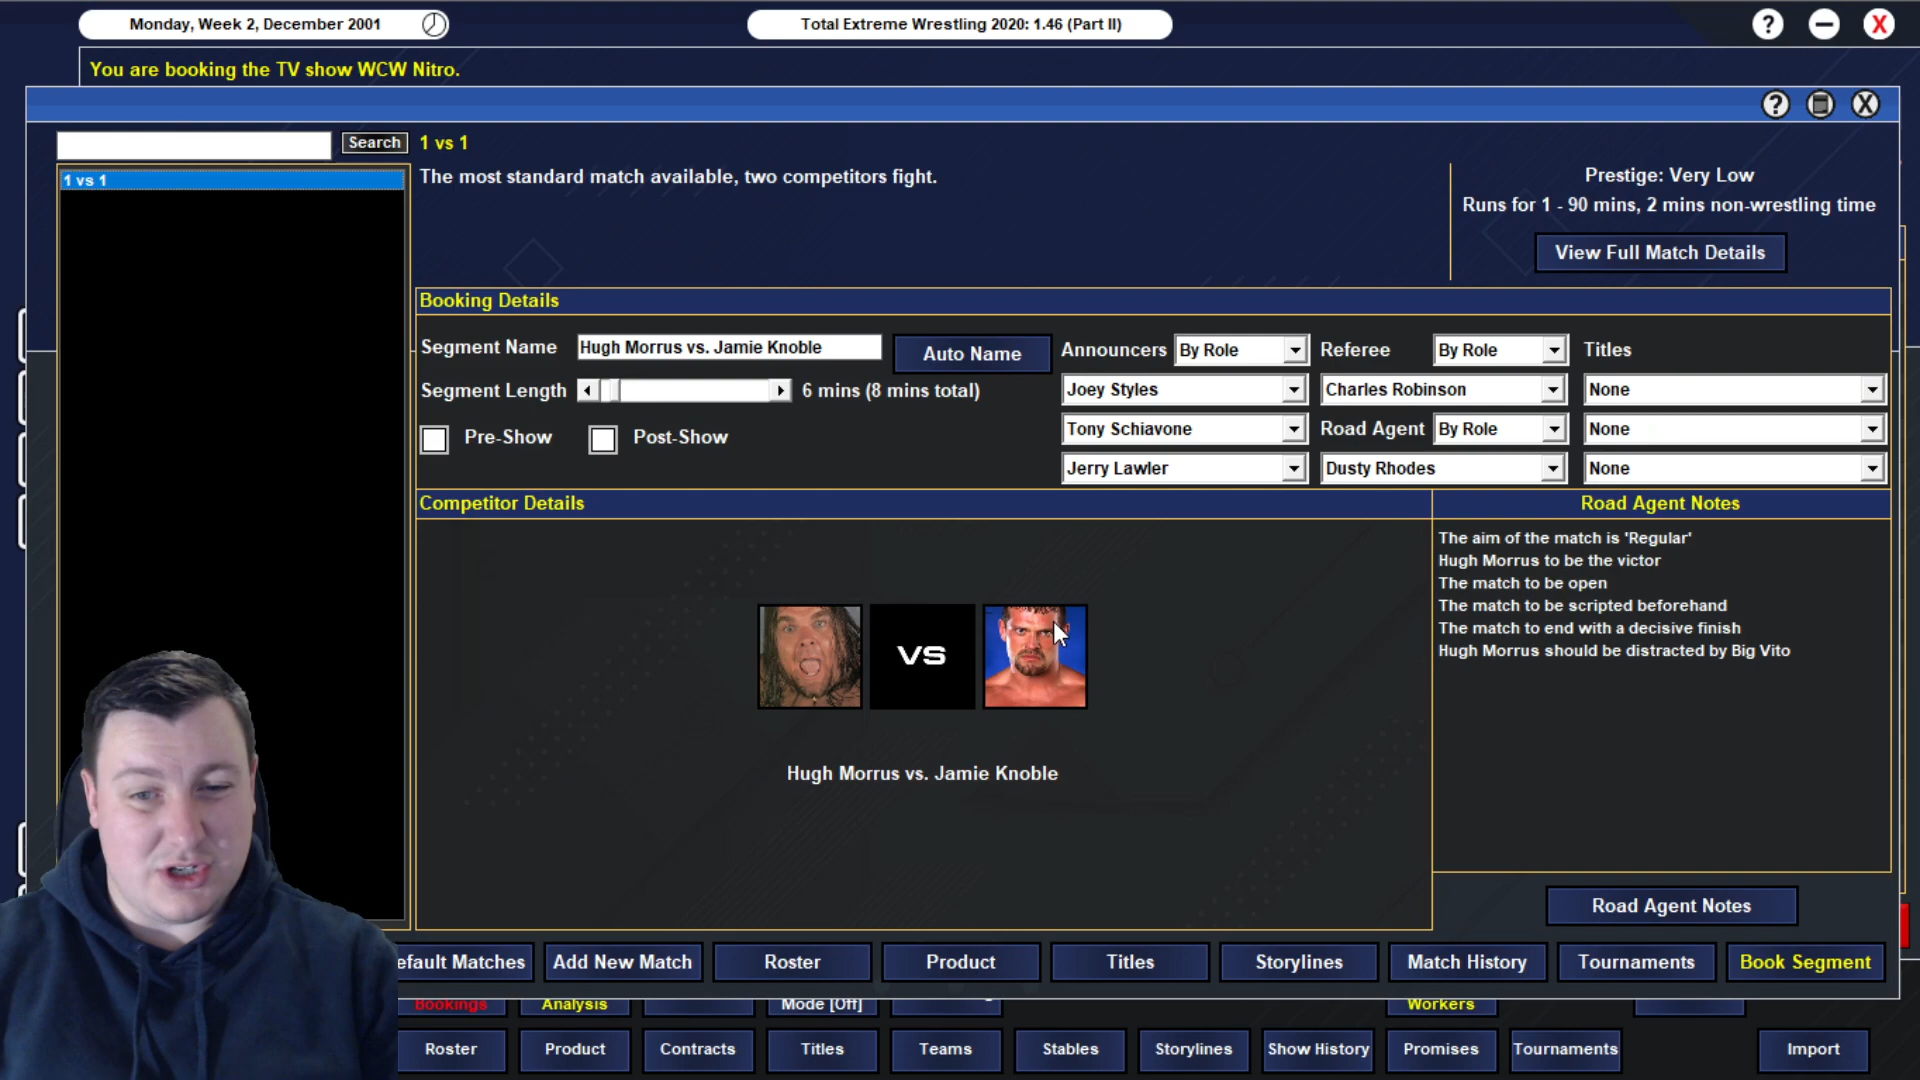 Monday, Week 2, December 2001
Total Extreme Wrestling 2020: 1.46 (Part II)
? X
You are booking the TV show WCW Nitro.
? X
Search
1 vs 1
1 vs 1
The most standard match available, two competitors fight.
Prestige: Very Low
Runs for 1 - 90 mins, 2 mins non-wrestling time
View Full Match Details
Booking Details
Segment Name Hugh Morrus vs. Jamie Knoble Auto Name Announcers By Role Referee By Role Titles
Segment Length 6 mins (8 mins total) Joey Styles Charles Robinson None
Pre-Show Post-Show Tony Schiavone Road Agent By Role None
Jerry Lawler Dusty Rhodes None
Competitor Details
Road Agent Notes
The aim of the match is 'Regular'
Hugh Morrus to be the victor
The match to be open
The match to be scripted beforehand
The match to end with a decisive finish
Hugh Morrus should be distracted by Big Vito
VS
Hugh Morrus vs. Jamie Knoble
Road Agent Notes
efault Matches Add New Match Roster Product Titles Storylines Match History Tournaments Book Segment
Bookings Analysis Mode [Off] Workers
Roster Product Contracts Titles Teams Stables Storylines Show History Promises Tournaments Import